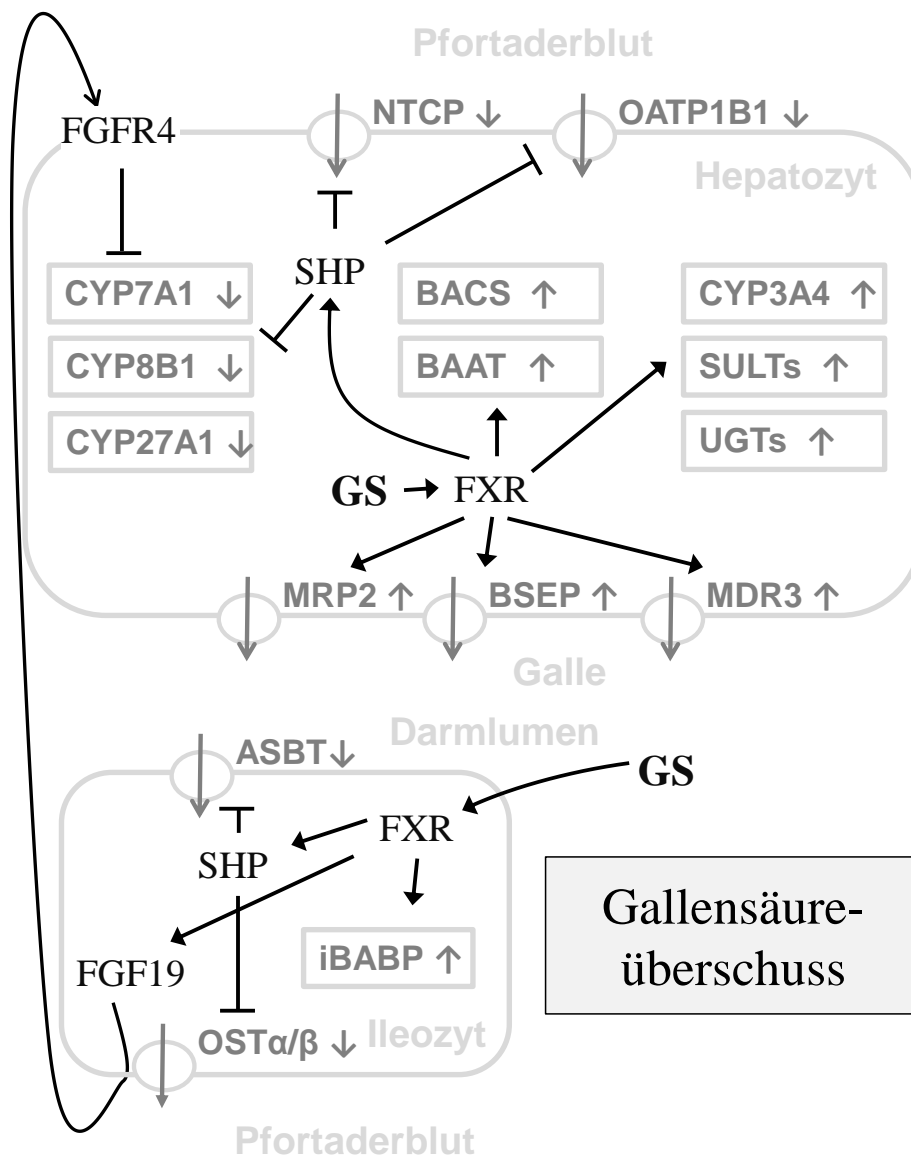 Pfortaderblut
NTCP ↓
OATP1B1 ↓
FGFR4
Hepatozyt
SHP
CYP7A1 ↓
BACS ↑
CYP3A4 ↑
CYP8B1 ↓
BAAT ↑
SULTs ↑
CYP27A1 ↓
UGTs ↑
GS
FXR
MRP2 ↑
BSEP ↑
MDR3 ↑
Galle
Darmlumen
ASBT ↓
GS
FXR
SHP
Gallensäure-
überschuss
iBABP ↑
FGF19
OSTα/β ↓
Ileozyt
Pfortaderblut